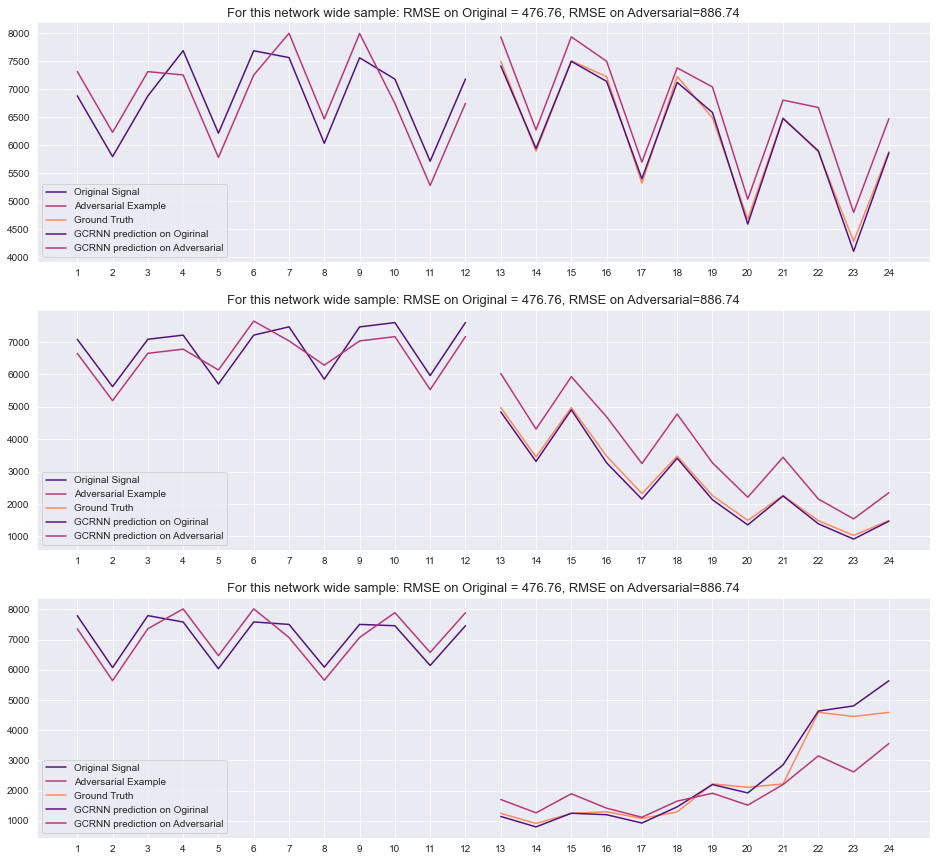 For this network wide sample: RMSE on Original = 476.76, RMSE on Adversarial=886.74
8000
7500
7000
6500
6000
5500
5000
4500
4000
Original Signal
Adversarial Example
Ground Truth
GCRNN prediction on Ogirinal
GCRNN prediction on Adversarial
1 2 3 4 5 6 7 8 9 10 11 12 13 14 15 16 17 18 19 20 21 22 23 24
For this network wide sample: RMSE on Original = 476.76, RMSE on Adversarial=886.74
7000
6000
5000
4000
3000
2000
1000
Original Signal
Adversarial Example
Ground Truth
GCRNN prediction on Ogirinal
GCRNN prediction on Adversarial
1 2 3 4 5 6 7 8 9 10 11 12 13 14 15 16 17 18 19 20 21 22 23 24
For this network wide sample: RMSE on Original = 476.76, RMSE on Adversarial=886.74
8000
7000
6000
5000
4000
3000
2000
1000
Original Signal
Adversarial Example
Ground Truth
GCRNN prediction on Ogirinal
GCRNN prediction on Adversarial
1 2 3 4 5 6 7 8 9 10 11 12 13 14 15 16 17 18 19 20 21 22 23 24